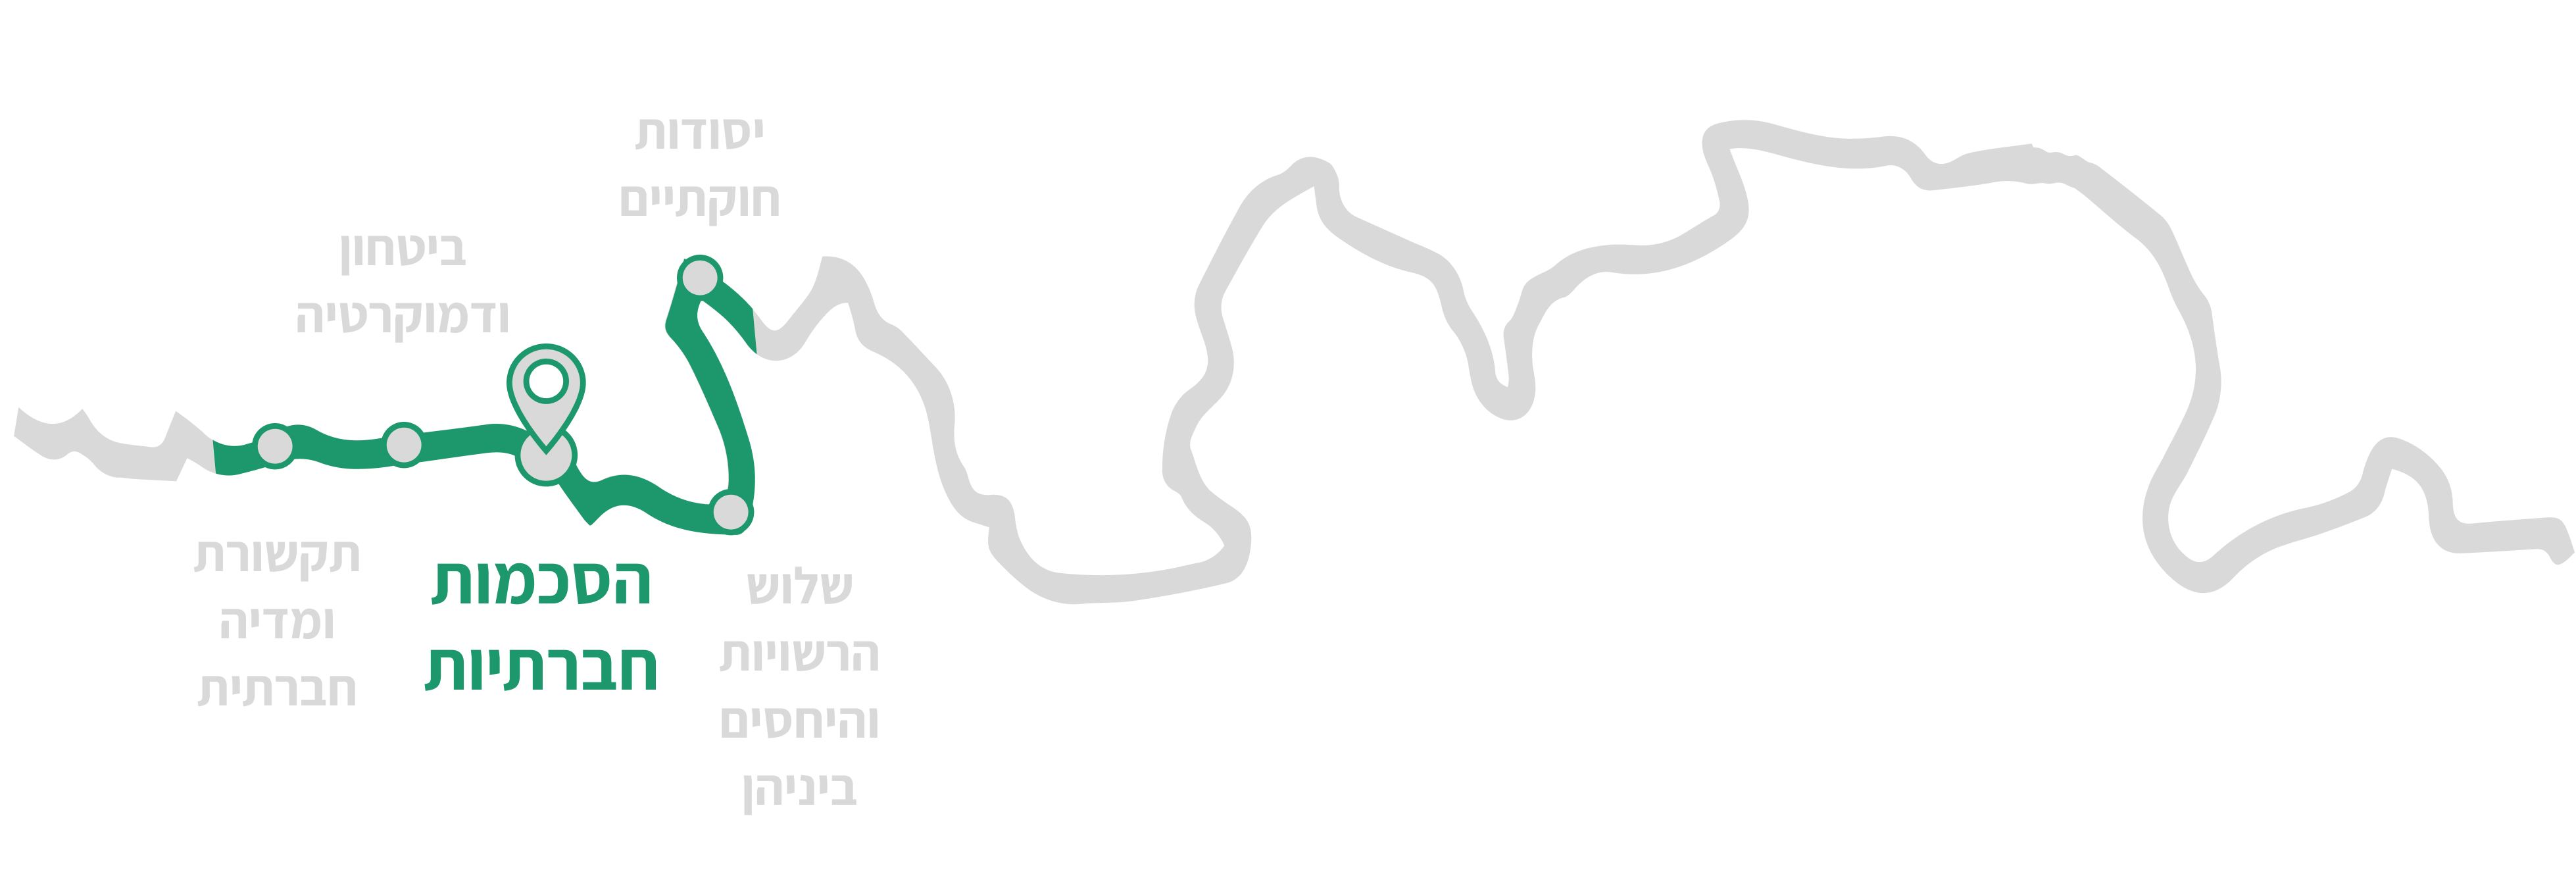 יסודות
חוקתיים
שלוש
הרשויות
והיחסים
ביניהן
הסכמות
חברתיות
ביטחון
ודמוקרטיה
תקשורת
ומדיה
חברתית